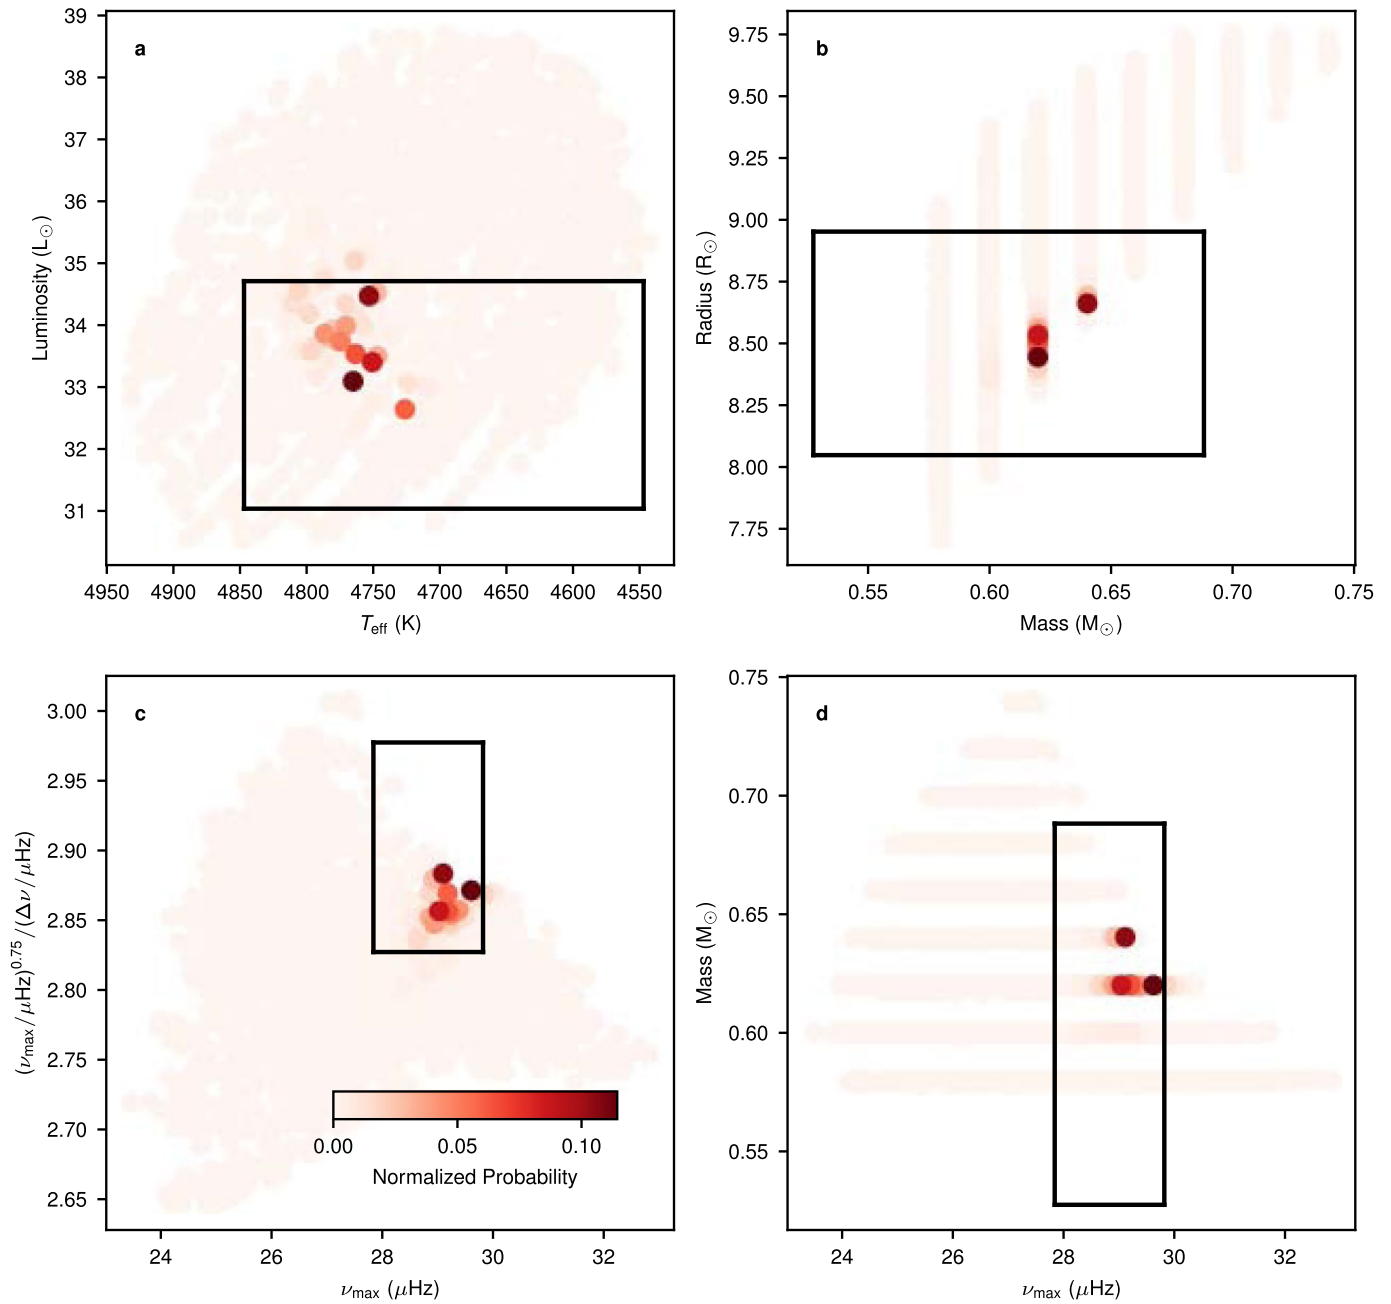 a
39
38
37
36
35
34
33
32
31
Luminosity (L☉)
4950 4900 4850 4800 4750 4700 4650 4600 4550
Teff (K)
b
9.75
9.50
9.25
9.00
8.75
8.50
8.25
8.00
7.75
Radius (R☉)
0.55 0.60 0.65 0.70 0.75
Mass (M☉)
c
3.00
2.95
2.90
2.85
2.80
2.75
2.70
2.65
(νmax/μHz)^0.75/(Δν/μHz)
0.00 0.05 0.10
Normalized Probability
24 26 28 30 32
νmax (μHz)
d
0.75
0.70
0.65
0.60
0.55
Mass (M☉)
24 26 28 30 32
νmax (μHz)